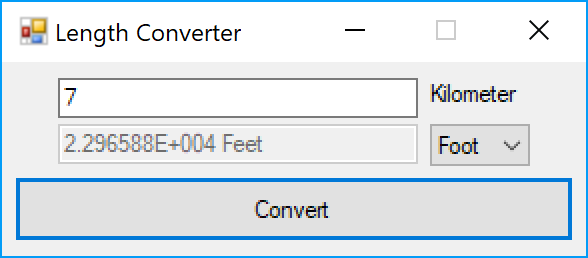 Length Converter
7
Kilometer
2.296588E+004 Feet
Foot
Convert